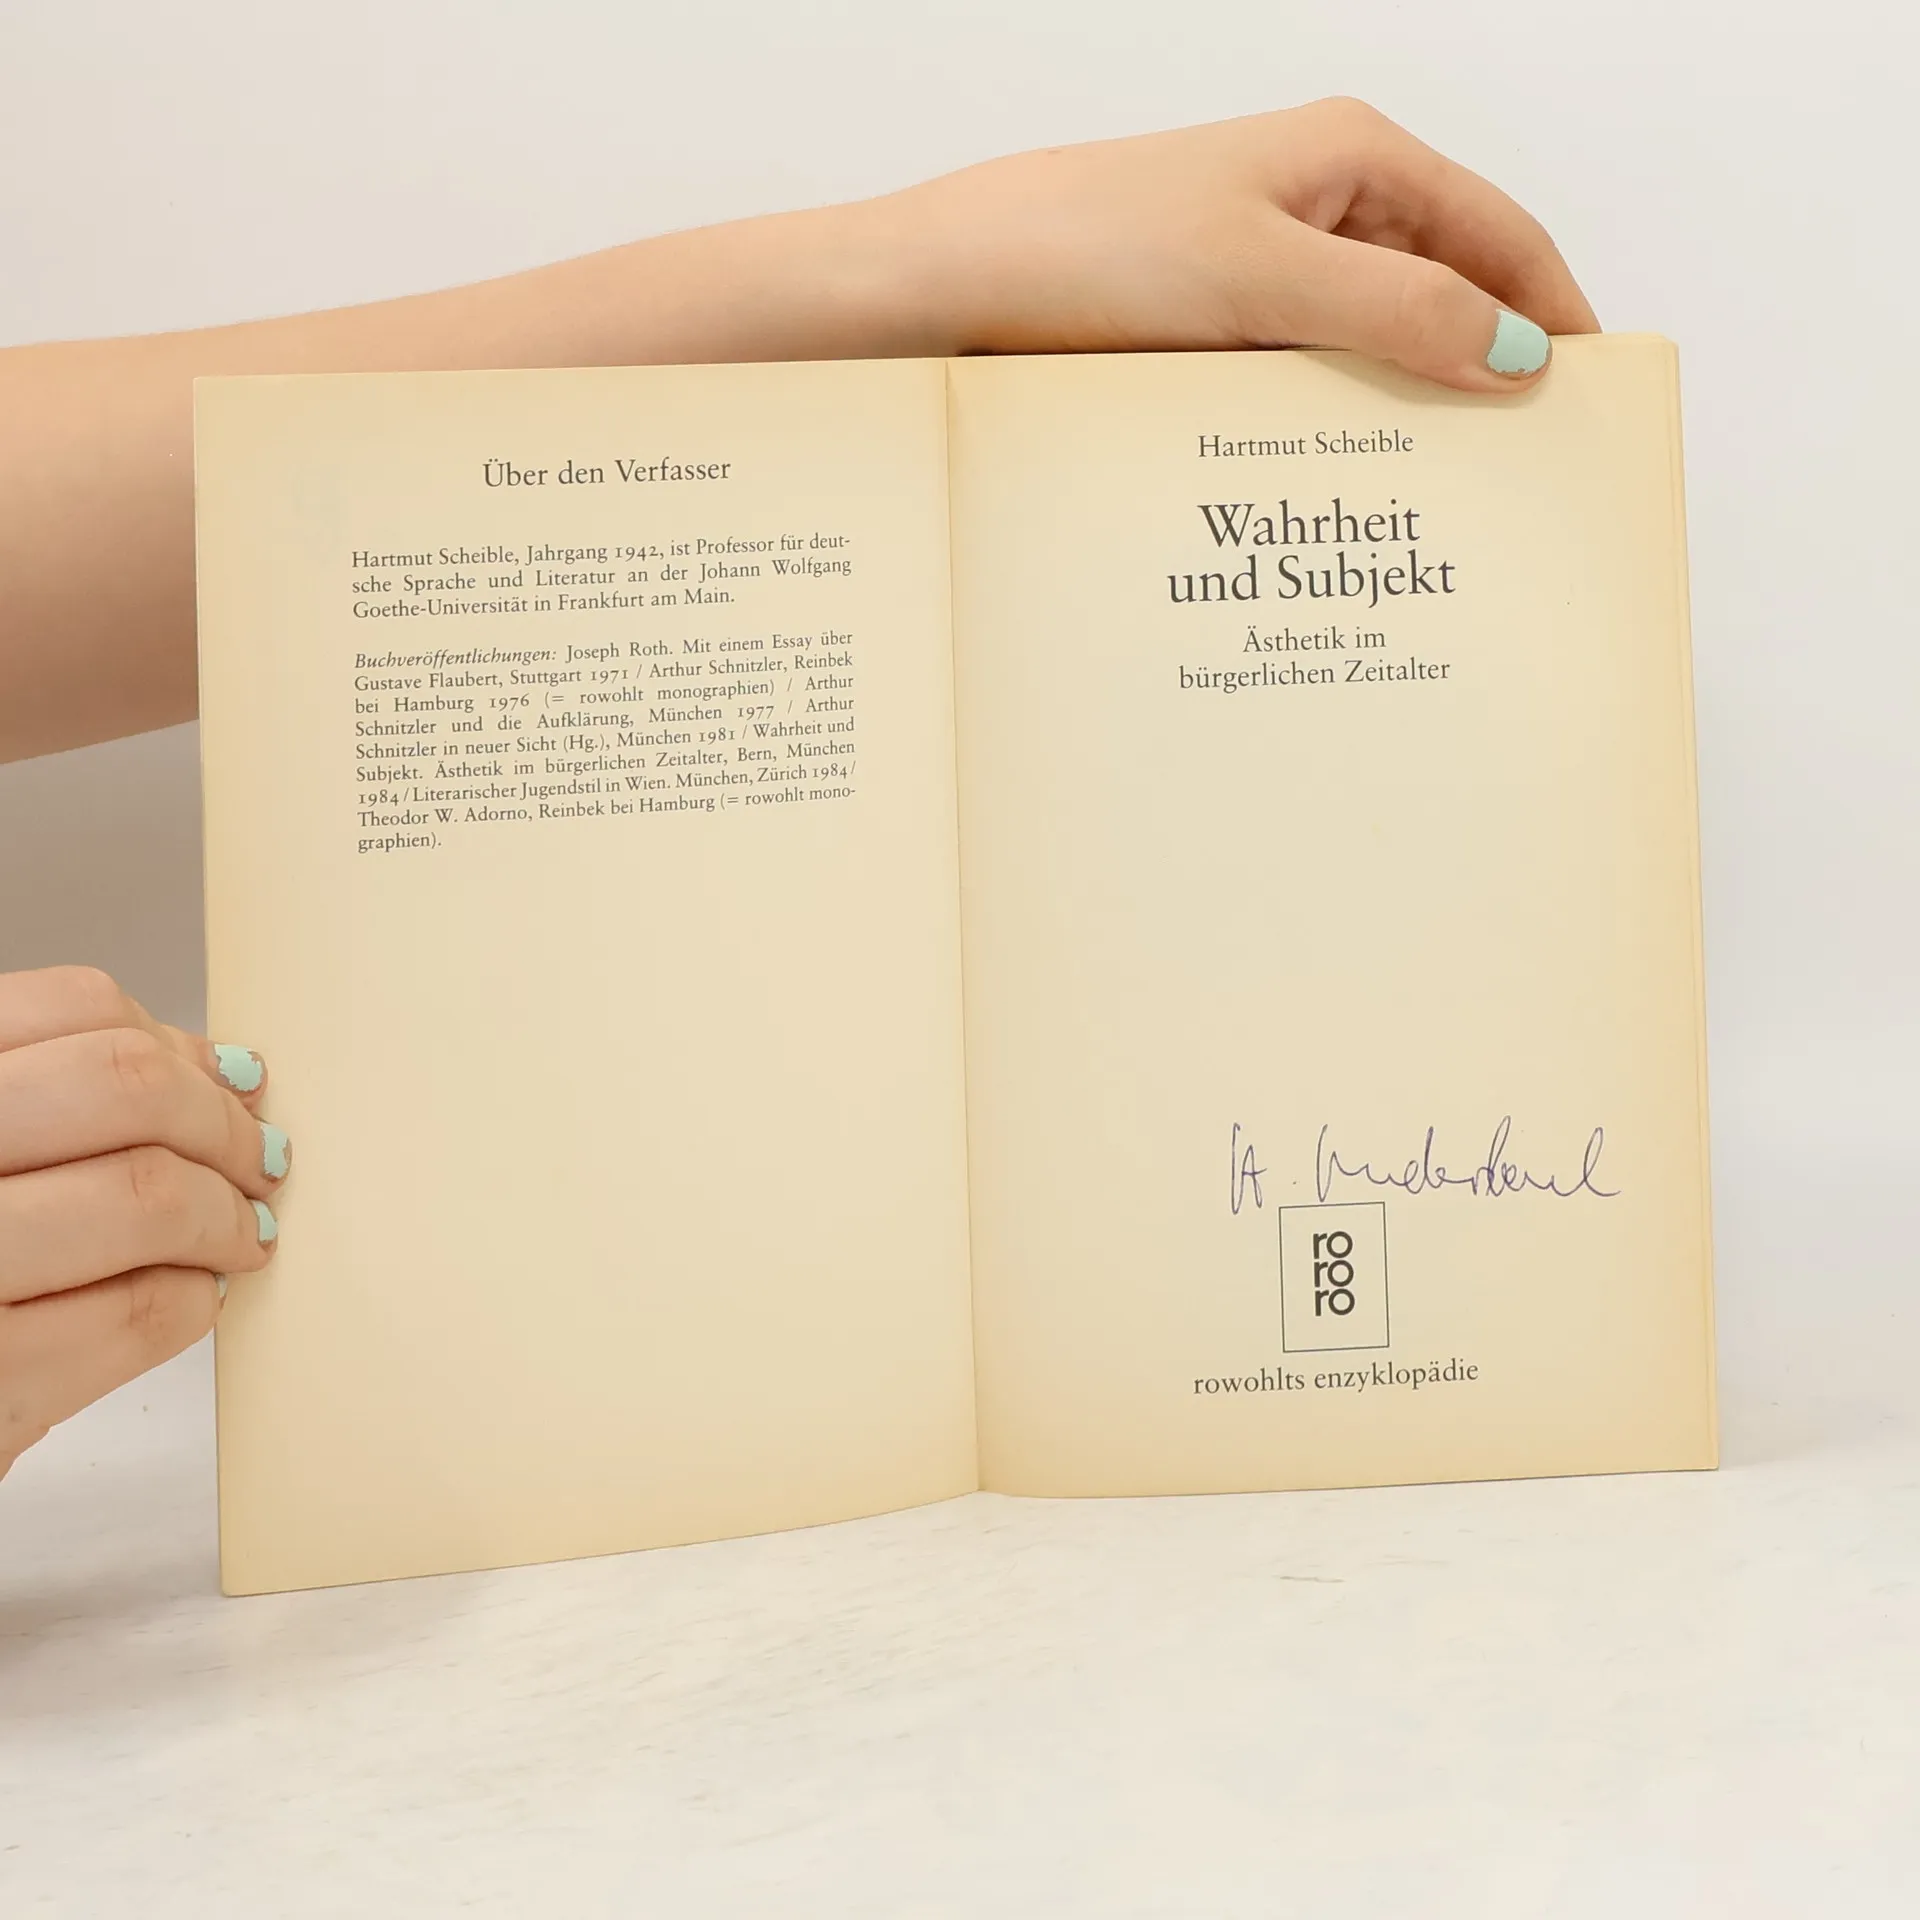 Über den Verfasser
Hartmut Scheible, Jahrgang 1942, ist Professor für deut-
sche Sprache und Literatur an der Johann Wolfgang
Goethe-Universität in Frankfurt am Main.
Buchveröffentlichungen: Joseph Roth. Mit einem Essay über
Gustave Flaubert, Stuttgart 1971 / Arthur Schnitzler, Reinbek
bei Hamburg 1976 (= rowohlt monographien) / Arthur
Schnitzler und die Aufklärung, München 1977 / Arthur
Schnitzler in neuer Sicht (Hg.), München 1981 / Wahrheit und
Subjekt. Ästhetik im bürgerlichen Zeitalter, Bern, München
1984 / Literarischer Jugendstil in Wien. München, Zürich 1984 /
Theodor W. Adorno, Reinbek bei Hamburg (= rowohlt mono-
graphien).
Hartmut Scheible
Wahrheit
und Subjekt
Ästhetik im
bürgerlichen Zeitalter
ro
ro
ro
rowohlts enzyklopädie